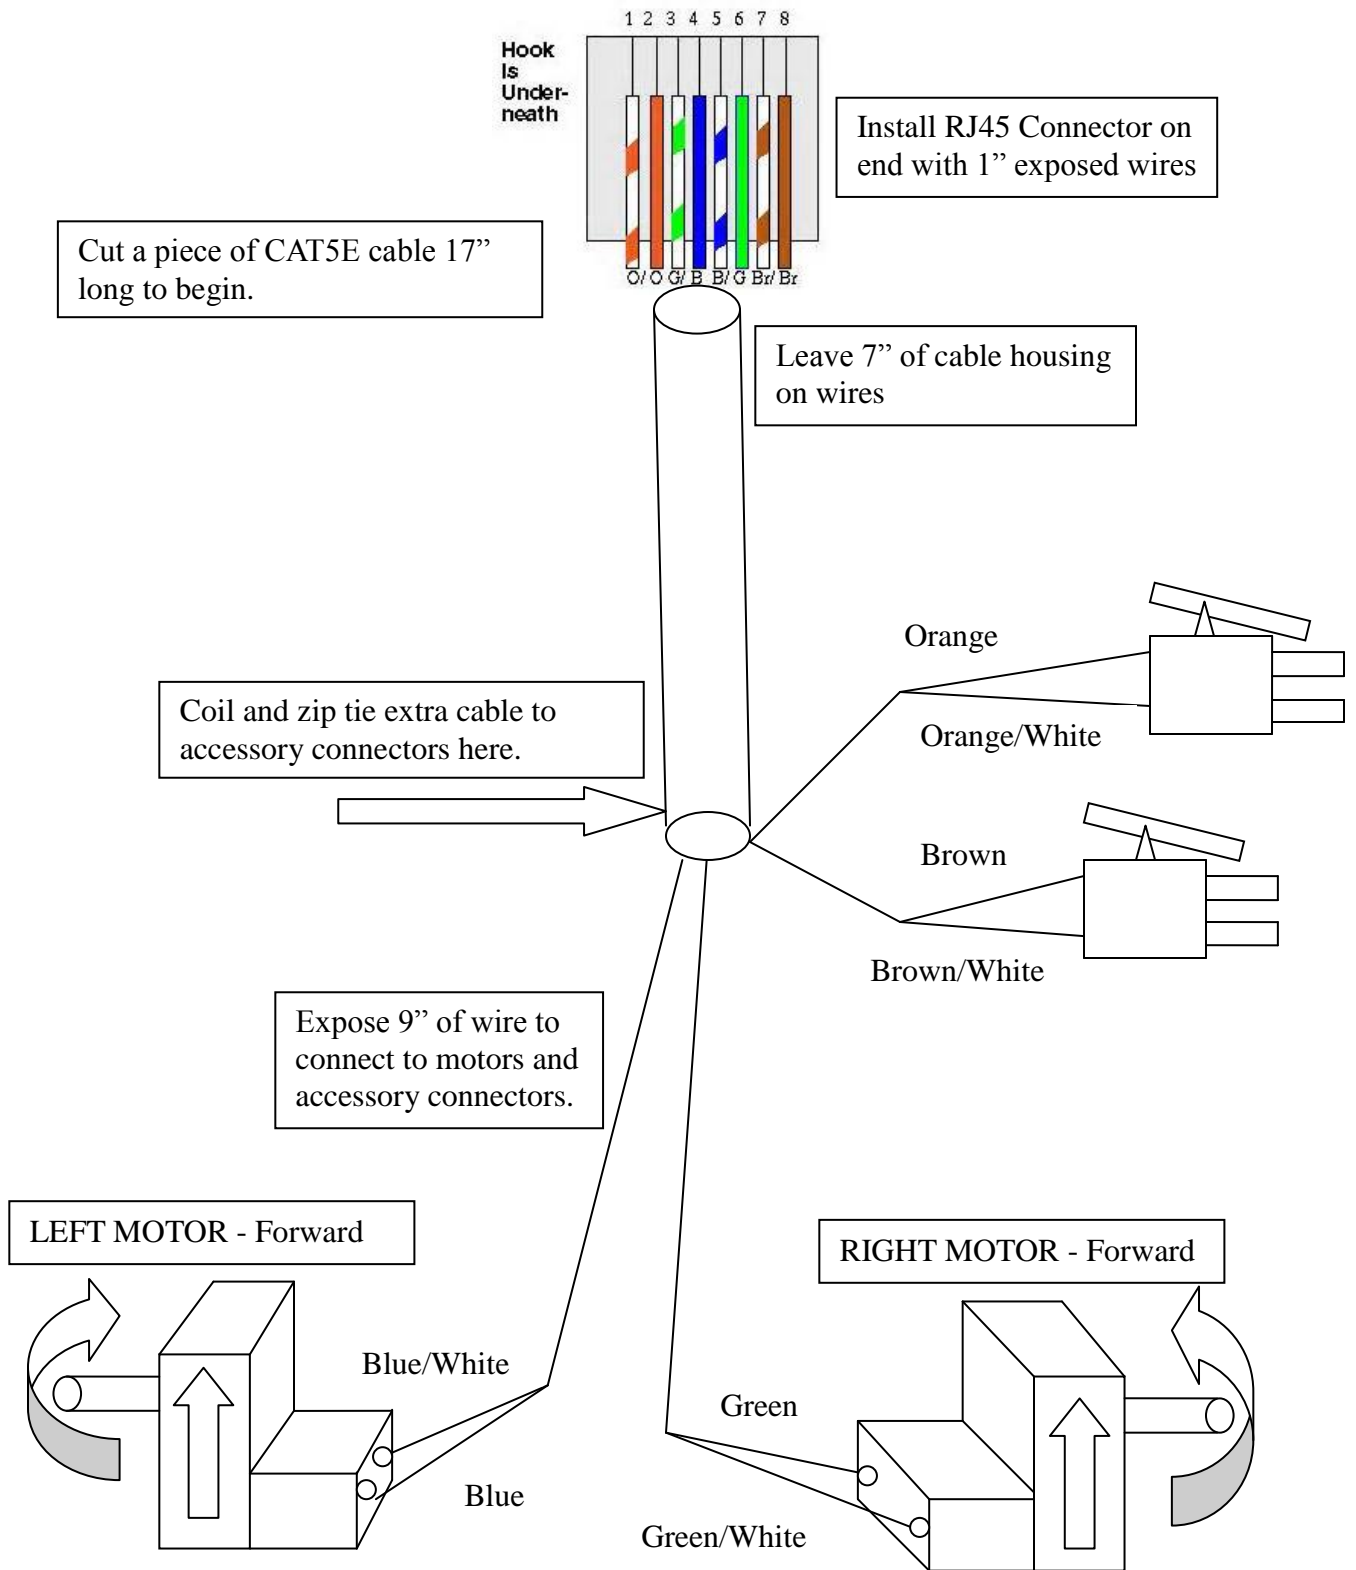 1 2 3 4 5 6 7 8
Hook
Is
Under-
neath
Install RJ45 Connector on
end with 1” exposed wires
Cut a piece of CAT5E cable 17”
long to begin.
O/ O G/ B B/ G Br/ Br
Leave 7” of cable housing
on wires
Orange
Coil and zip tie extra cable to
accessory connectors here.
Orange/White
Brown
Brown/White
Expose 9” of wire to
connect to motors and
accessory connectors.
LEFT MOTOR - Forward
RIGHT MOTOR - Forward
Blue/White
Green
Blue
Green/White